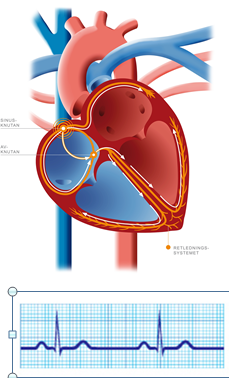 SINUS-
KNUTAN
AV-
KNUTAN
RETLEDNINGS-
SYSTEMET